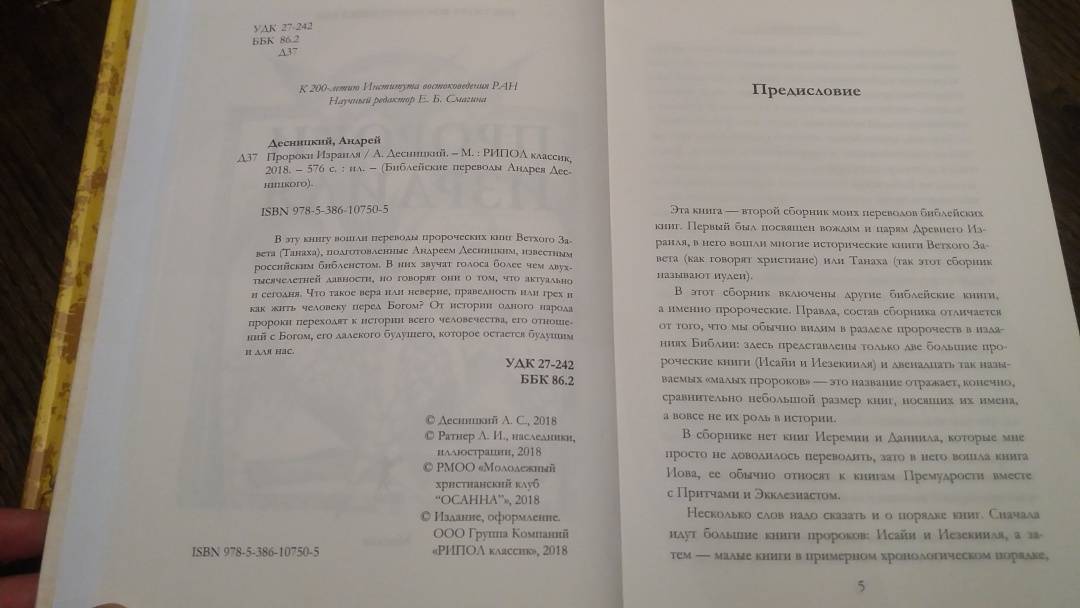 УДК 27-242
ББК 86.2
Д37
К 200-летию Института востоковедения РАН
Научный редактор Е. Б. Смагина
Десницкий, Андрей
Д37 Пророки Израиля / А. Десницкий. – М. : РИПОЛ классик,
2018. – 576 с. : ил. – (Библейские переводы Андрея Дес-
ницкого).
ISBN 978-5-386-10750-5
В эту книгу вошли переводы пророческих книг Ветхого За-
вета (Танаха), подготовленные Андреем Десницким, известным
российским библеистом. В них звучат голоса более чем двух-
тысячелетней давности, но говорят они о том, что актуально
и сегодня. Что такое вера или неверие, праведность или грех и
как жить человеку перед Богом? От истории одного народа
пророки переходят к истории всего человечества, его отноше-
ний с Богом, его далекого будущего, которое остается будущим
и для нас.
УДК 27-242
ББК 86.2
© Десницкий А. С., 2018
© Ратнер Л. И., наследники,
иллюстрации, 2018
© РМОО «Молодежный
христианский клуб
“ОСАННА”», 2018
© Издание, оформление.
ООО Группа Компаний
«РИПОЛ классик», 2018
ISBN 978-5-386-10750-5
Предисловие
Эта книга — второй сборник моих переводов библейских
книг. Первый был посвящен вождям и царям Древнего Из-
раиля, в него вошли многие исторические книги Ветхого За-
вета (как говорят христиане) или Танаха (так этот сборник
называют иудеи).
В этот сборник включены другие библейские книги,
а именно пророческие. Правда, состав сборника отличается
от того, что мы обычно видим в разделе пророчеств в изда-
ниях Библии: здесь представлены только две большие про-
роческие книги (Исайи и Иезекииля) и двенадцать так назы-
ваемых «малых пророков» — это название отражает, конечно,
сравнительно небольшой размер книг, носящих их имена,
а вовсе не их роль в истории.
В сборнике нет книг Иеремии и Даниила, которые мне
просто не доводилось переводить, зато в него вошла книга
Иова, ее обычно относят к книгам Премудрости вместе
с Притчами и Экклезиастом.
Несколько слов надо сказать и о порядке книг. Сначала
идут большие книги пророков: Исайи и Иезекииля, а за-
тем — малые книги в примерном хронологическом порядке,
5